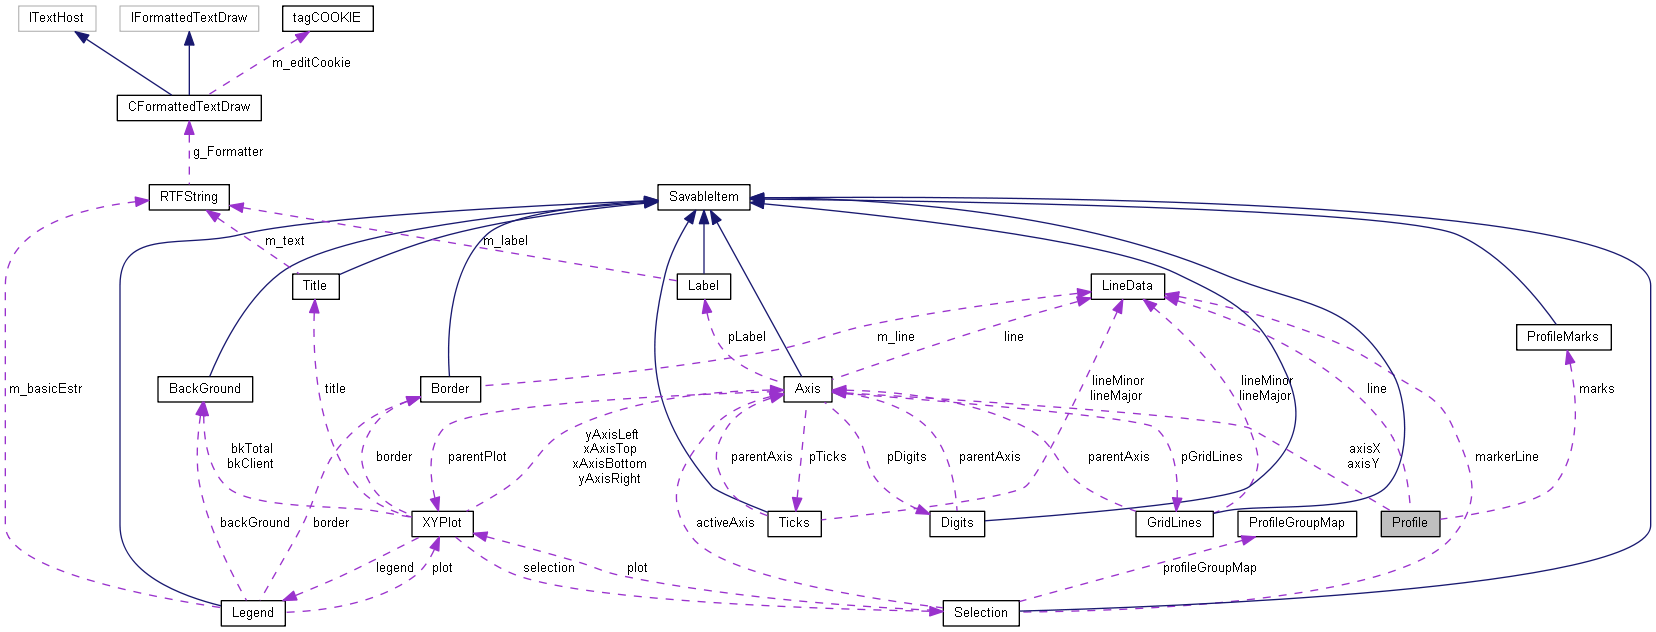 ITextHost
IFormattedTextDraw
tagCOOKIE
m_editCookie
CFormattedTextDraw
g_Formatter
RTFString
SavableItem
m_text
m_label
Title
Label
LineData
pLabel
m_line
line
ProfileMarks
m_basicEstr
BackGround
title
Border
Axis
lineMinor
lineMajor
lineMinor
lineMajor
line
marks
bkTotal
bkClient
border
parentPlot
yAxisLeft
xAxisTop
xAxisBottom
yAxisRight
parentAxis
pTicks
pDigits
parentAxis
parentAxis
pGridLines
axisX
axisY
markerLine
backGround
border
XYPlot
activeAxis
Ticks
Digits
GridLines
ProfileGroupMap
Profile
legend
plot
selection
plot
profileGroupMap
Legend
Selection